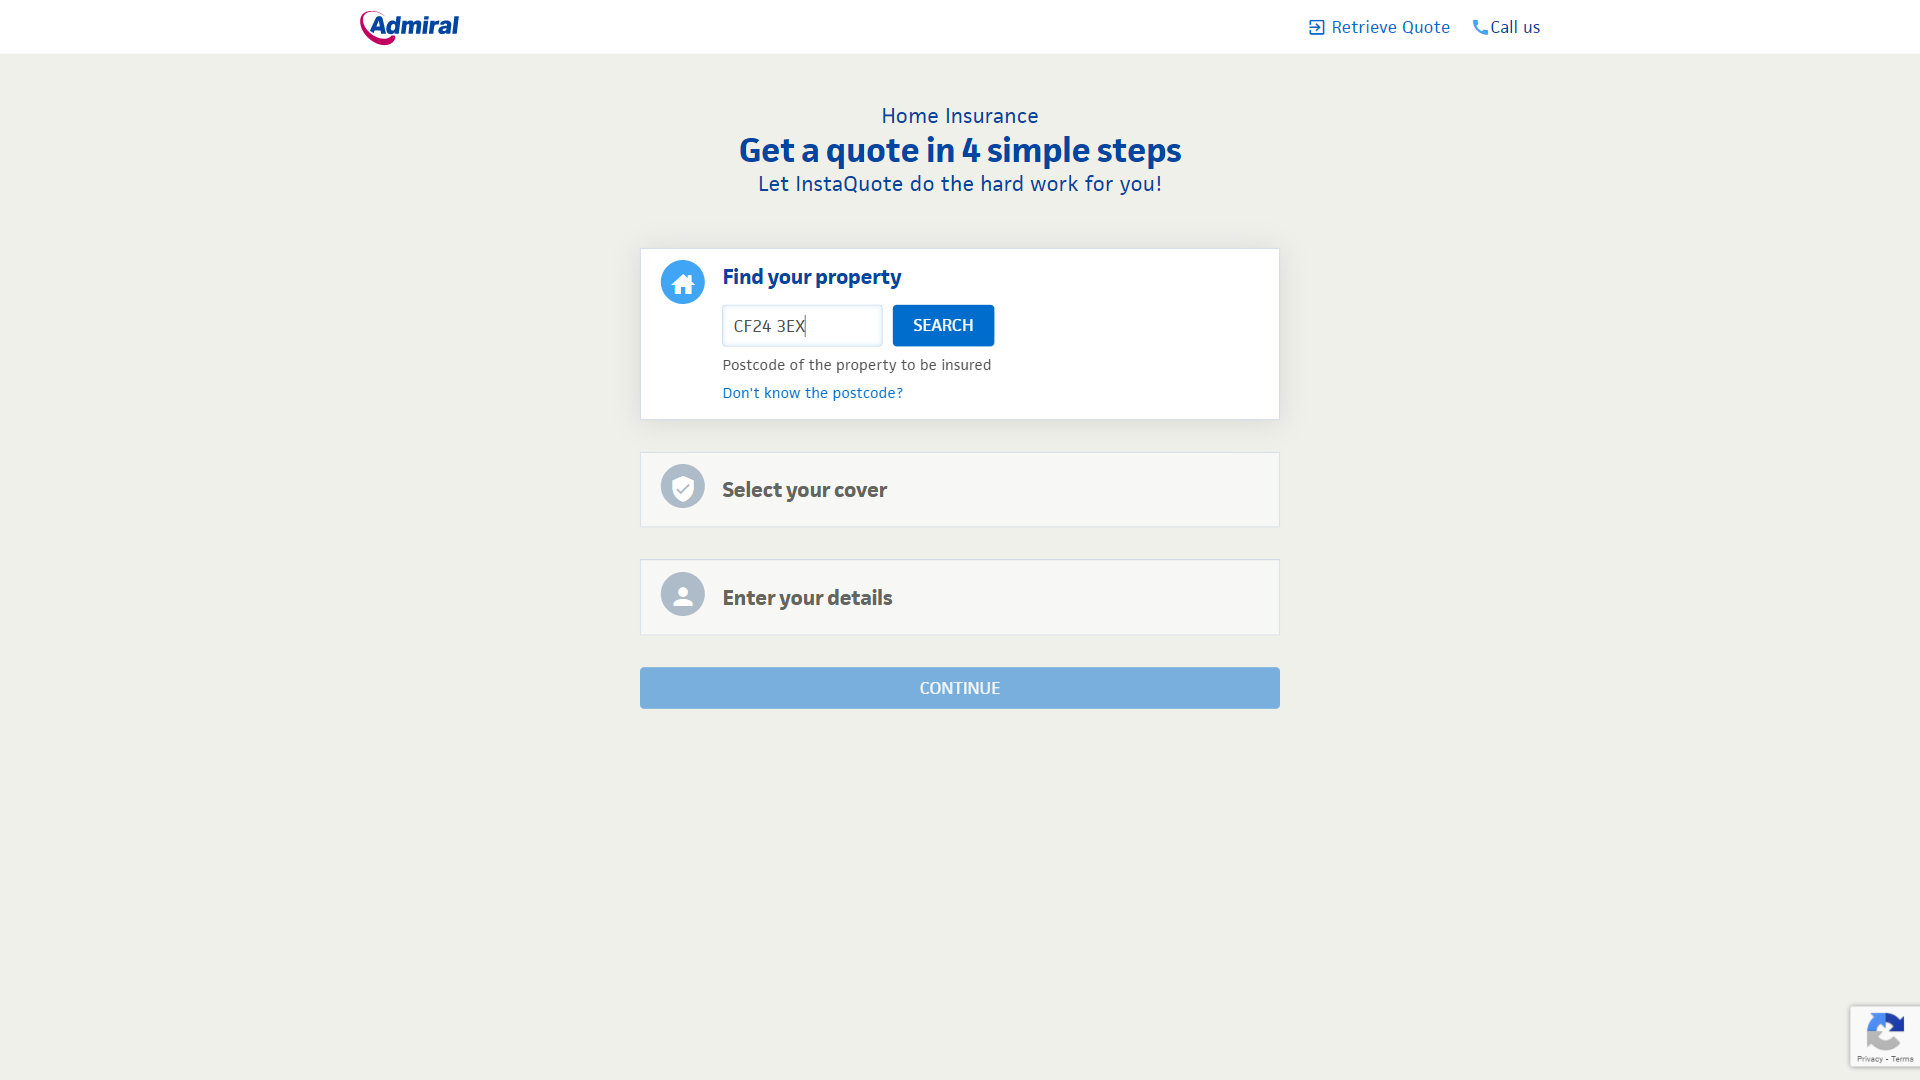 Admiral
Retrieve Quote
Call us
Home Insurance
Get a quote in 4 simple steps
Let InstaQuote do the hard work for you!
Find your property
CF24 3EX
SEARCH
Postcode of the property to be insured
Don't know the postcode?
Select your cover
Enter your details
CONTINUE
Privacy - Terms